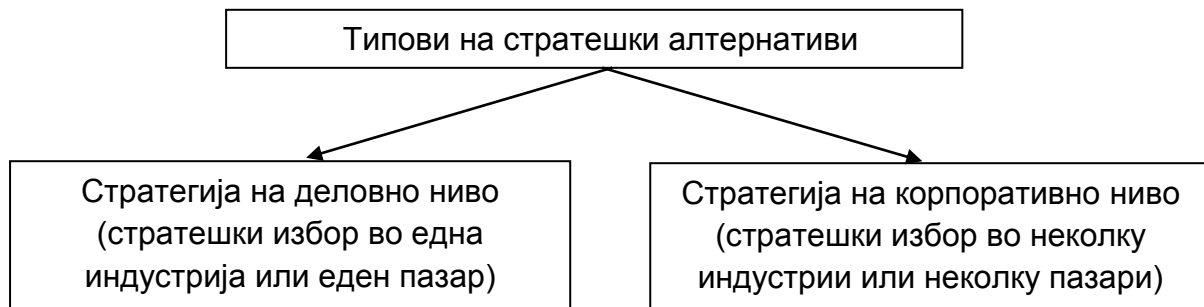 Типови на стратешки алтернативи
Стратегија на деловно ниво
(стратешки избор во една
индустрија или еден пазар)
Стратегија на корпоративно ниво
(стратешки избор во неколку
индустрии или неколку пазари)